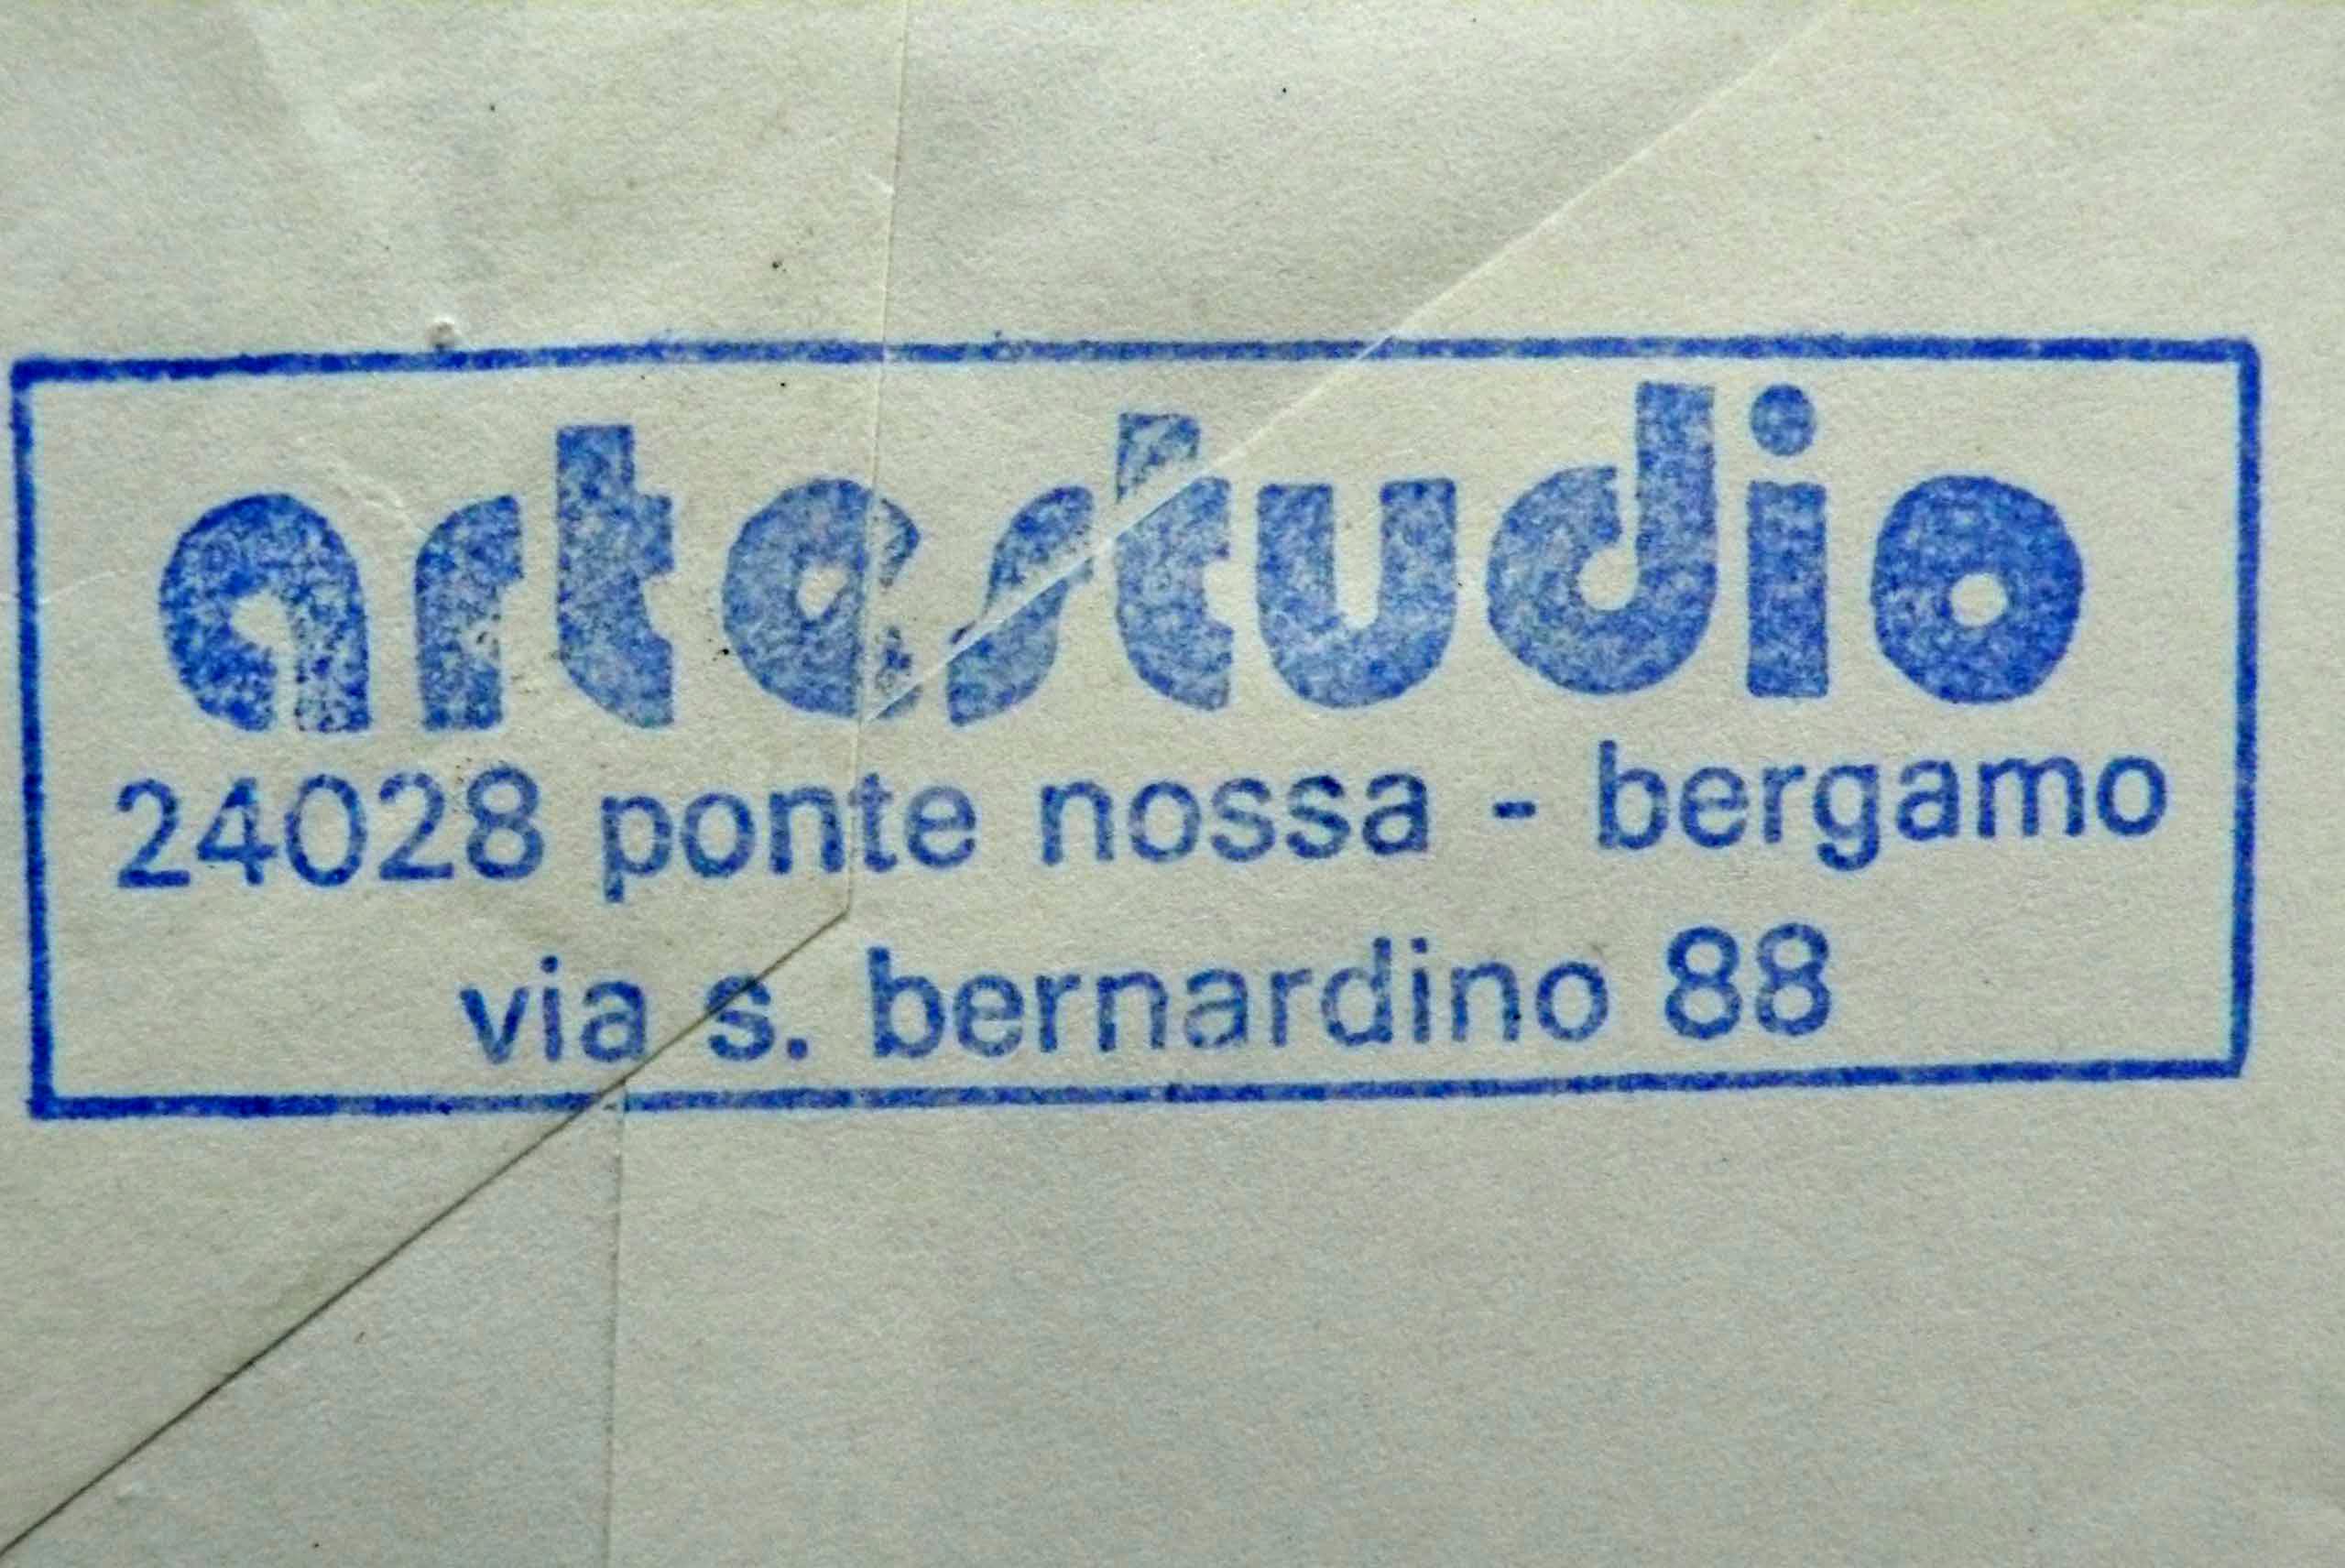 artestudio
24028 ponte nossa - bergamo
via s. bernardino 88